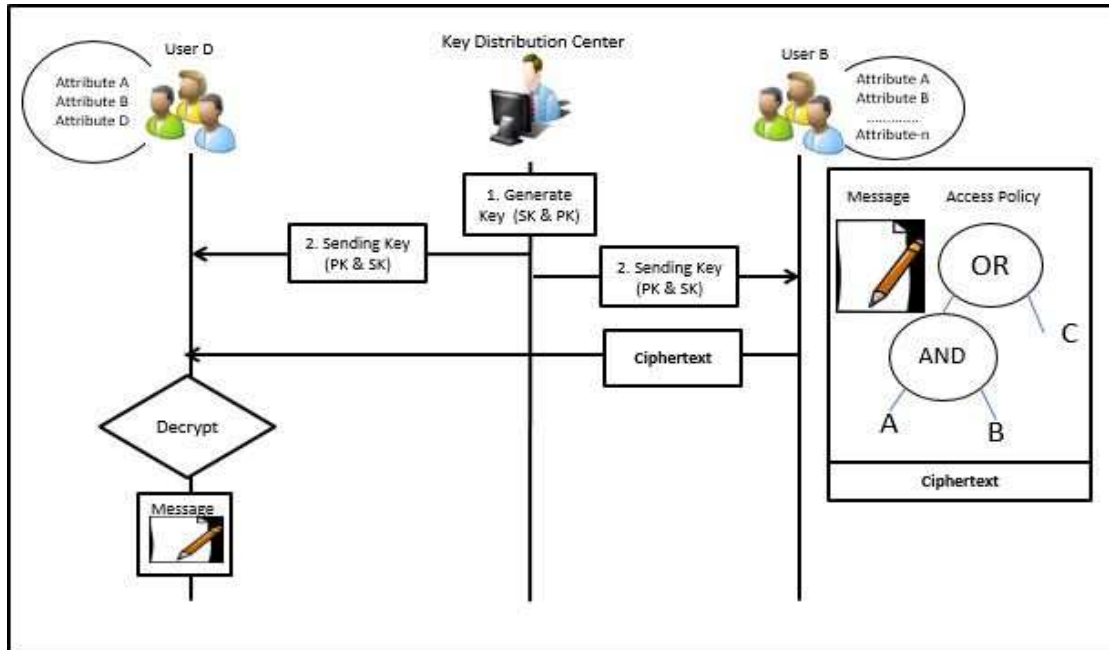 User D
Attribute A
Attribute B
Attribute D
Key Distribution Center
User B
Attribute A
Attribute B
.............
Attribute-n
1. Generate
Key (SK & PK)
2. Sending Key
(PK & SK)
2. Sending Key
(PK & SK)
Ciphertext
Decrypt
Message
Message
Access Policy
OR
C
AND
A
B
Ciphertext